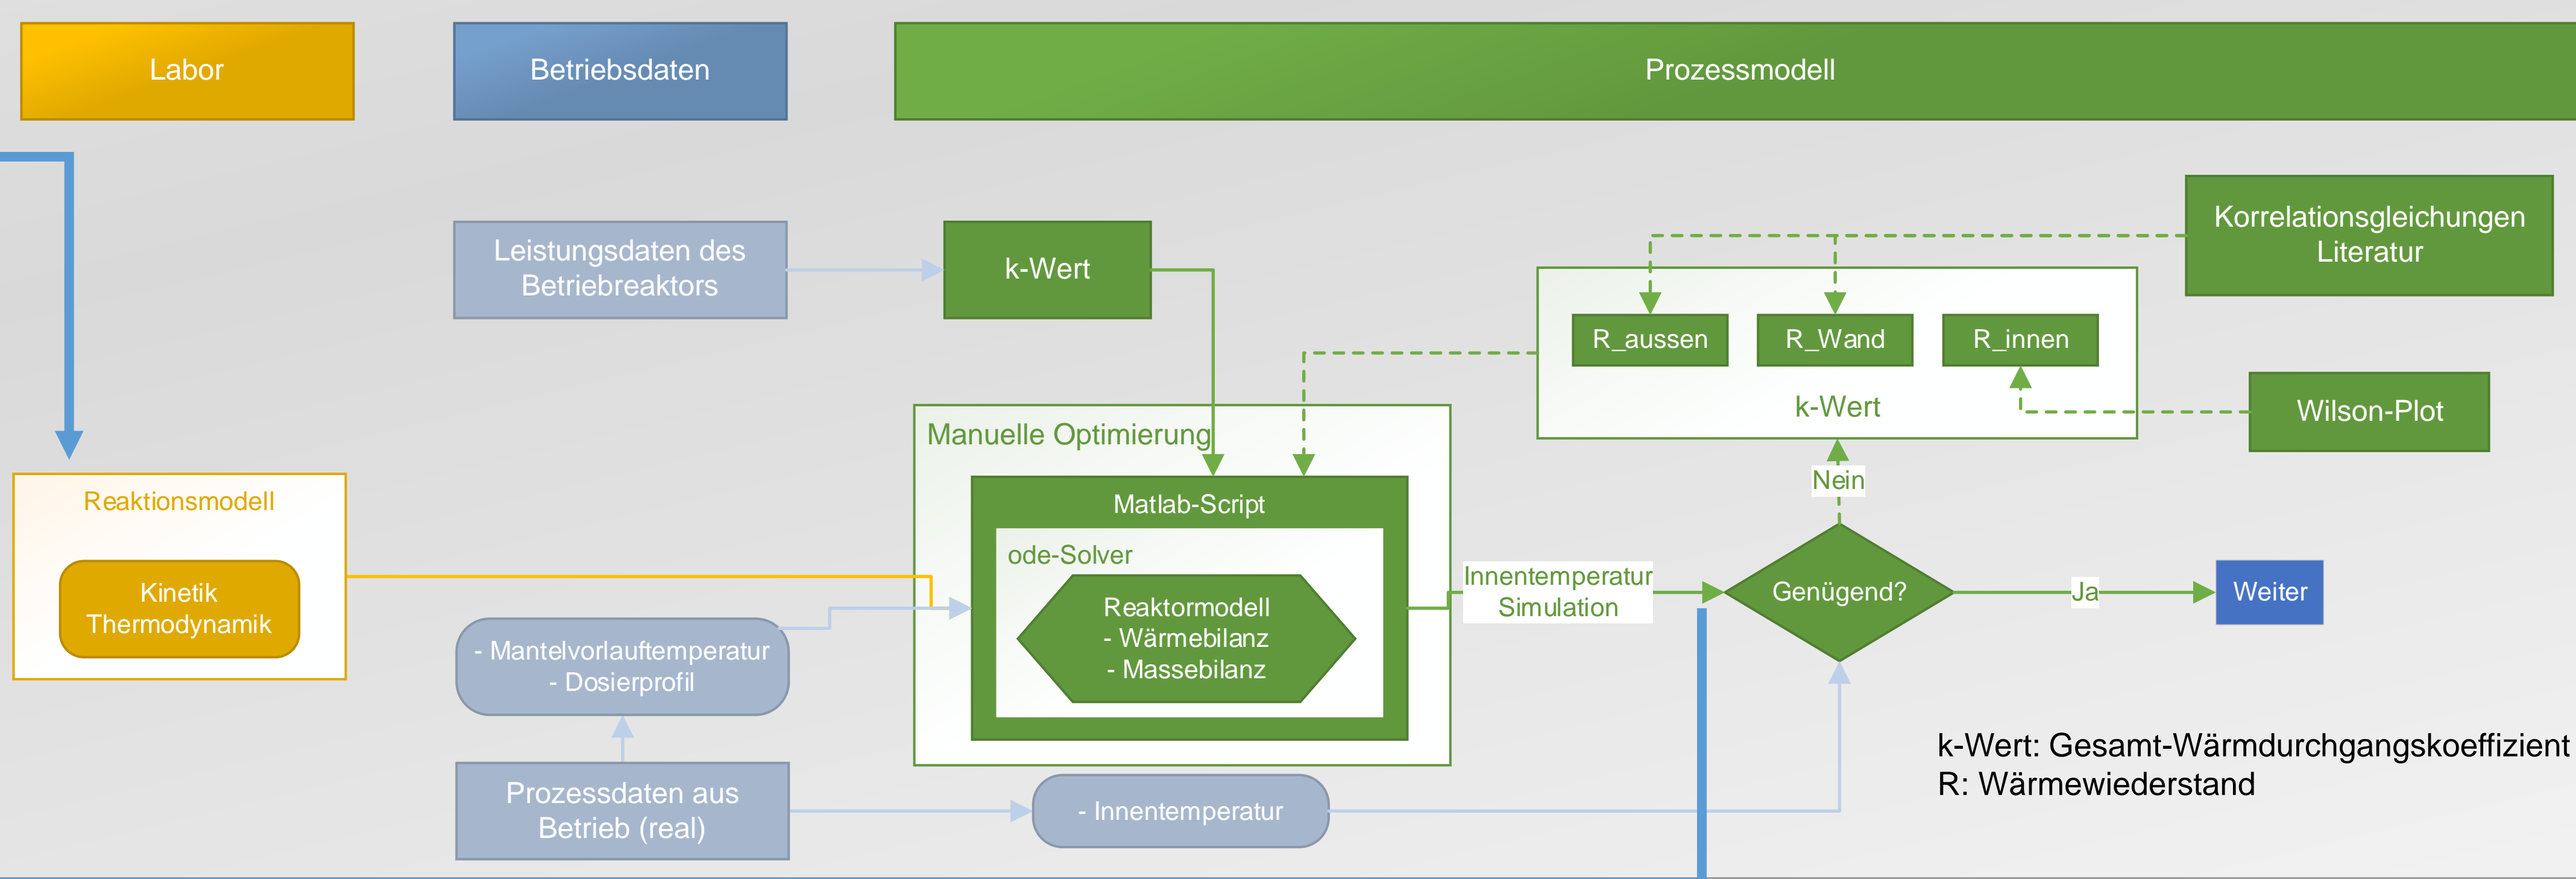 Labor
Betriebsdaten
Prozessmodell
Leistungsdaten des
Betriebreaktors
k-Wert
Korrelationsgleichungen
Literatur
R_aussen
R_Wand
R_innen
k-Wert
Wilson-Plot
Manuelle Optimierung
Matlab-Script
ode-Solver
Reaktormodell
- Wärmebilanz
- Massebilanz
Reaktionsmodell
Kinetik
Thermodynamik
- Mantelvorlauftemperatur
- Dosierprofil
Prozessdaten aus
Betrieb (real)
- Innentemperatur
Innentemperatur
Simulation
Nein
Genügend?
Ja
Weiter
k-Wert: Gesamt-Wärmdurchgangskoeffizient
R: Wärmewiederstand